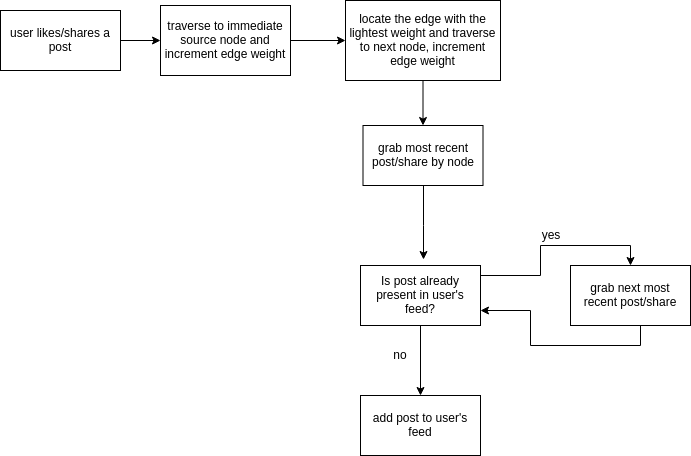 user likes/shares a
post
traverse to immediate
source node and
increment edge weight
locate the edge with the
lightest weight and traverse
to next node, increment
edge weight
grab most recent
post/share by node
Is post already
present in user's
feed?
yes
grab next most
recent post/share
no
add post to user's
feed